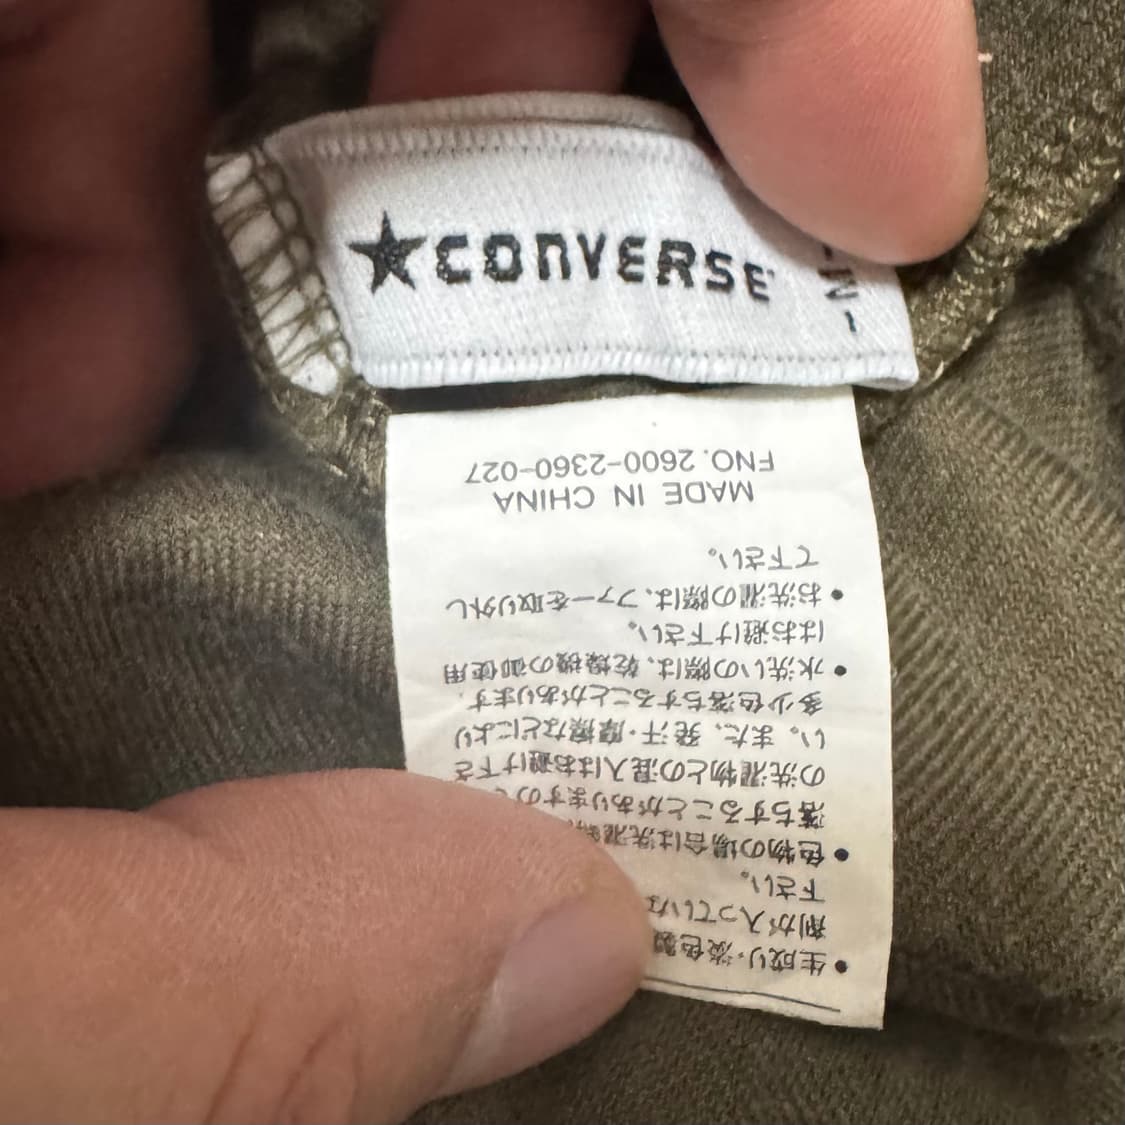 ★CONVERSE
• 生成り・淡色
剤が入ってい
下さい。
• 色物の場合は洗濯
落ちすることがありますの
の洗濯物との混入はお避け下さ
い。また、発汗・摩擦などにより
多少色落ちすることがあります。
• 水洗いの際は、乾燥機の御使用
はお避け下さい。
• お洗濯の際は、ファーを取り外し
て下さい。
MADE IN CHINA
FNO. 2600-2360-027